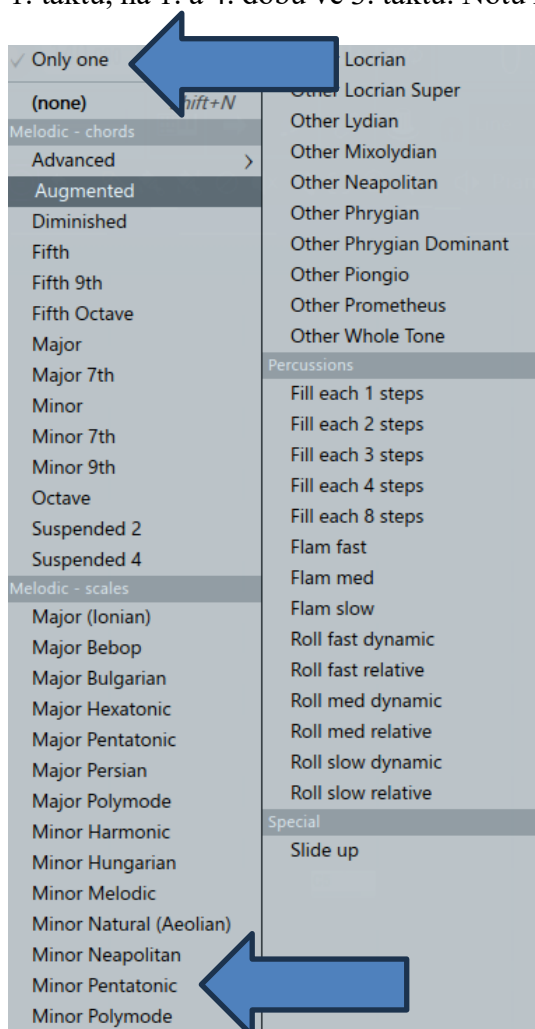 1. taktu, na 1. a 4. dobu ve 3. taktu. Notu
Only one
(none) Shift+N
Melodic - chords
Advanced
Augmented
Diminished
Fifth
Fifth 9th
Fifth Octave
Major
Major 7th
Minor
Minor 7th
Minor 9th
Octave
Suspended 2
Suspended 4
Melodic - scales
Major (Ionian)
Major Bebop
Major Bulgarian
Major Hexatonic
Major Pentatonic
Major Persian
Major Polymode
Minor Harmonic
Minor Hungarian
Minor Melodic
Minor Natural (Aeolian)
Minor Neapolitan
Minor Pentatonic
Minor Polymode
Locrian
Other Locrian Super
Other Lydian
Other Mixolydian
Other Neapolitan
Other Phrygian
Other Phrygian Dominant
Other Piongio
Other Prometheus
Other Whole Tone
Percussions
Fill each 1 steps
Fill each 2 steps
Fill each 3 steps
Fill each 4 steps
Fill each 8 steps
Flam fast
Flam med
Flam slow
Roll fast dynamic
Roll fast relative
Roll med dynamic
Roll med relative
Roll slow dynamic
Roll slow relative
Special
Slide up